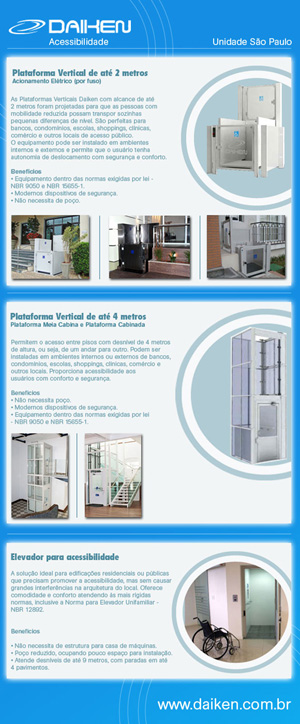 DAIKEN
Acessibilidade
Unidade São Paulo
Plataforma Vertical de até 2 metros
Acionamento Elétrico (por fuso)
As Plataformas Verticais Daiken com alcance de até
2 metros foram projetadas para que as pessoas com
mobilidade reduzida possam transpor sozinhas
pequenas diferenças de nível. São perfeitas para
bancos, condomínios, escolas, shoppings, clínicas,
comércio e outros locais de acesso público.
O equipamento pode ser instalado em ambientes
internos e externos e permite que o usuário tenha
autonomia de deslocamento com segurança e conforto.
Benefícios
• Equipamento dentro das normas exigidas por lei -
NBR 9050 e NBR 15655-1.
• Modernos dispositivos de segurança.
• Não necessita de poço.
Plataforma Vertical de até 4 metros
Plataforma Meia Cabina e Plataforma Cabinada
Permitem o acesso entre pisos com desnível de 4 metros
de altura, ou seja, de um andar para outro. Podem ser
instaladas em ambientes internos ou externos de bancos,
condomínios, escolas, shoppings, clínicas, comércio e
outros locais. Proporciona acessibilidade aos
usuários com conforto e segurança.
Benefícios
• Não necessita poço.
• Modernos dispositivos de segurança.
• Equipamento dentro das normas exigidas por lei
- NBR 9050 e NBR 15655-1.
Elevador para acessibilidade
A solução ideal para edificações residenciais ou públicas
que precisam promover a acessibilidade, mas sem causar
grandes interferências na arquitetura do local. Oferece
comodidade e conforto atendendo às mais rígidas
normas, inclusive a Norma para Elevador Unifamiliar -
NBR 12892.
Benefícios
• Não necessita de estrutura para casa de máquinas.
• Poço reduzido, ocupando pouco espaço para instalação.
• Atende desníveis de até 9 metros, com paradas em até
4 pavimentos.
www.daiken.com.br